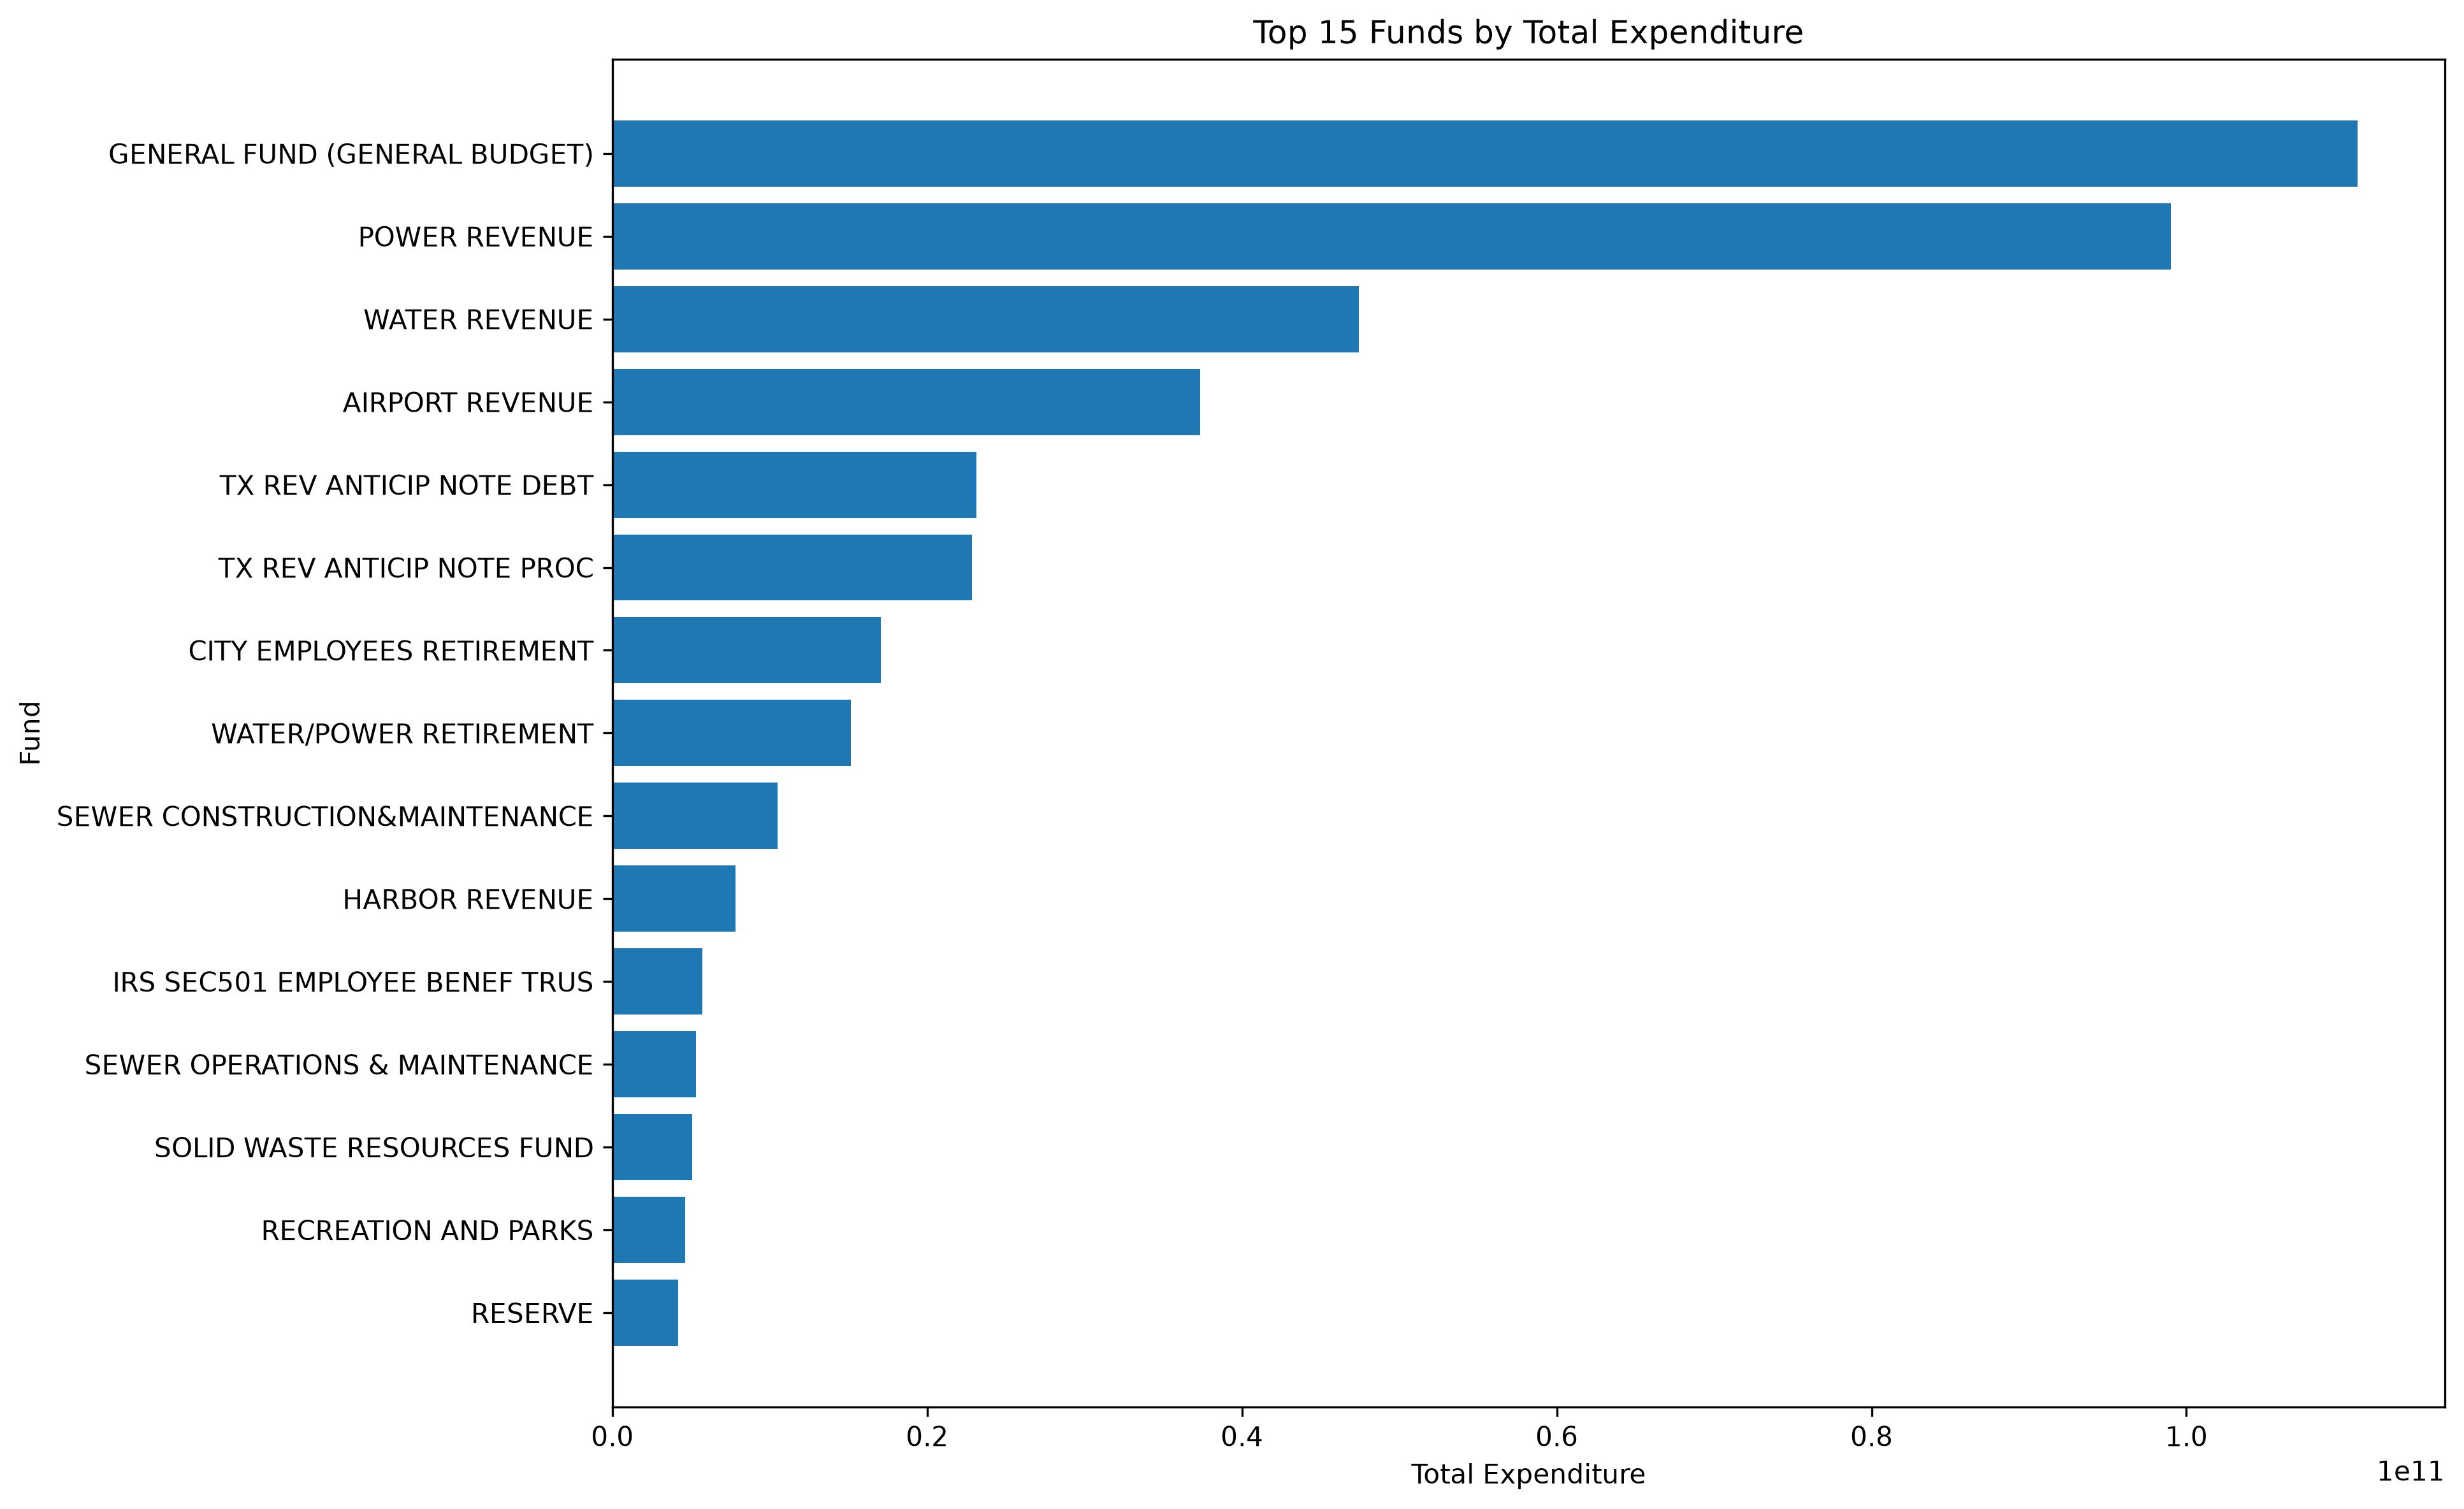 Top 15 Funds by Total Expenditure
GENERAL FUND (GENERAL BUDGET)
POWER REVENUE
WATER REVENUE
AIRPORT REVENUE
TX REV ANTICIP NOTE DEBT
TX REV ANTICIP NOTE PROC
CITY EMPLOYEES RETIREMENT
WATER/POWER RETIREMENT
SEWER CONSTRUCTION&MAINTENANCE
HARBOR REVENUE
IRS SEC501 EMPLOYEE BENEF TRUS
SEWER OPERATIONS & MAINTENANCE
SOLID WASTE RESOURCES FUND
RECREATION AND PARKS
RESERVE
Fund
0.0 0.2 0.4 0.6 0.8 1.0
1e11
Total Expenditure